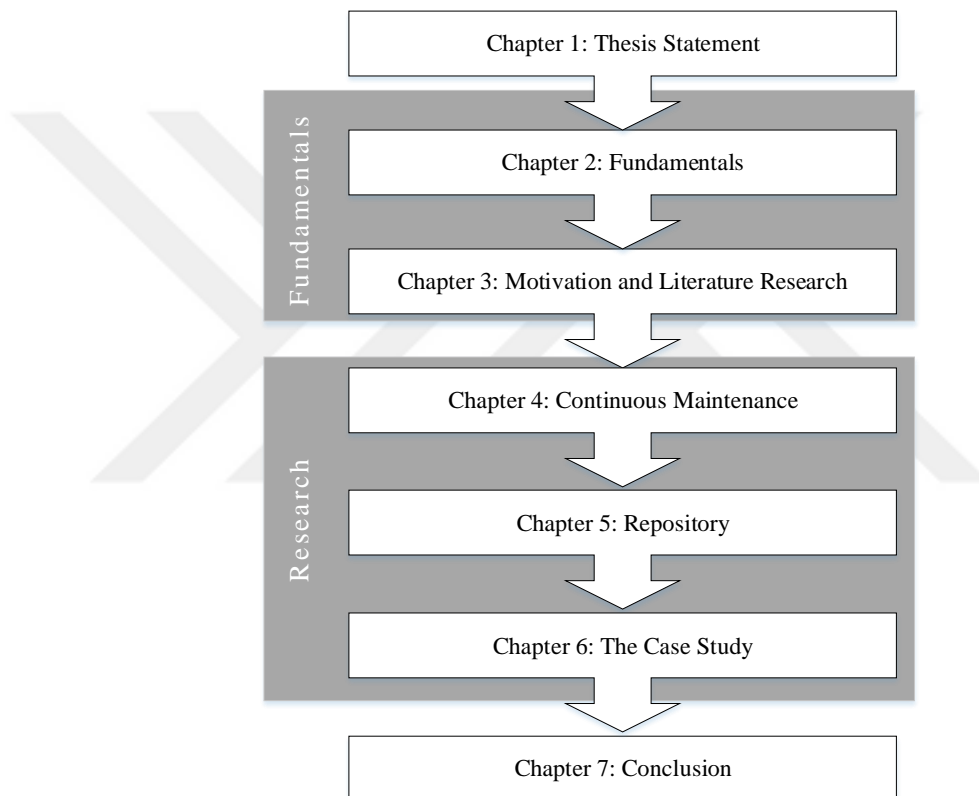 Chapter 1: Thesis Statement
Fundamentals
Chapter 2: Fundamentals
Chapter 3: Motivation and Literature Research
Research
Chapter 4: Continuous Maintenance
Chapter 5: Repository
Chapter 6: The Case Study
Chapter 7: Conclusion